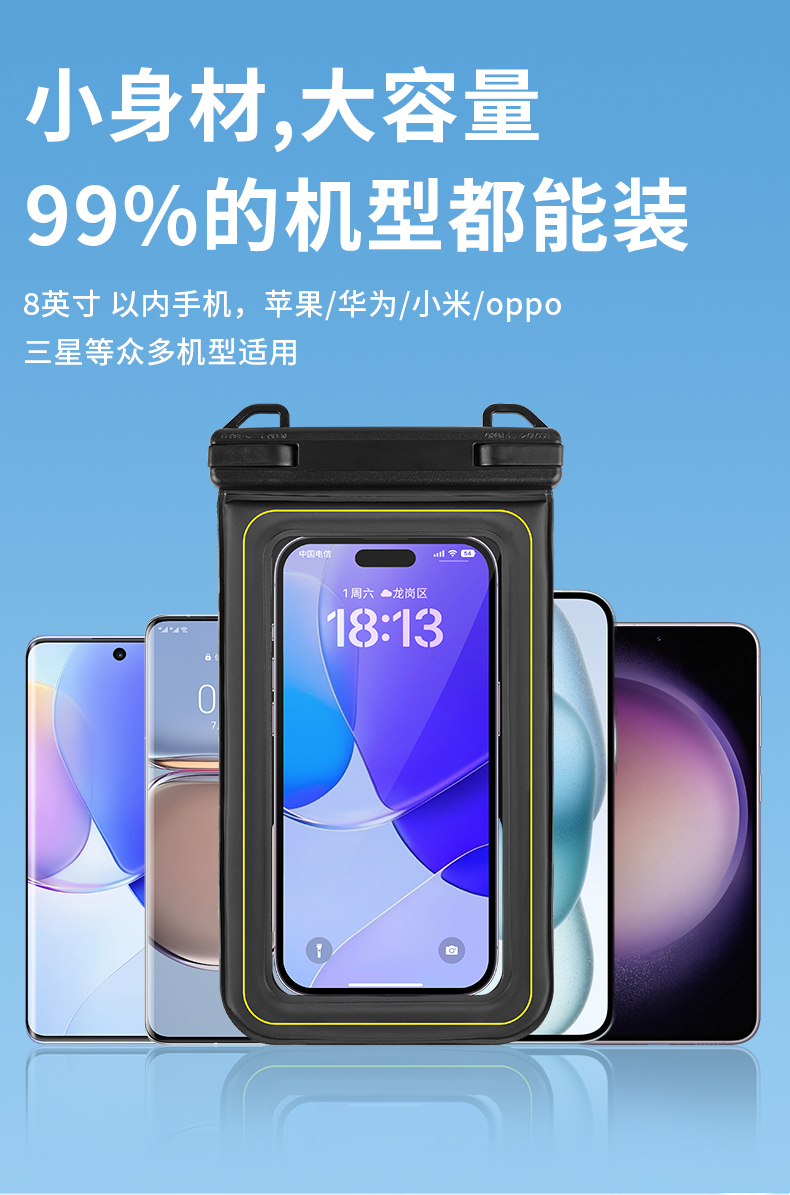 小身材,大容量
99%的机型都能装
8英寸 以内手机，苹果/华为/小米/oppo
三星等众多机型适用
中国电信
54
1周六 龙岗区
18:13